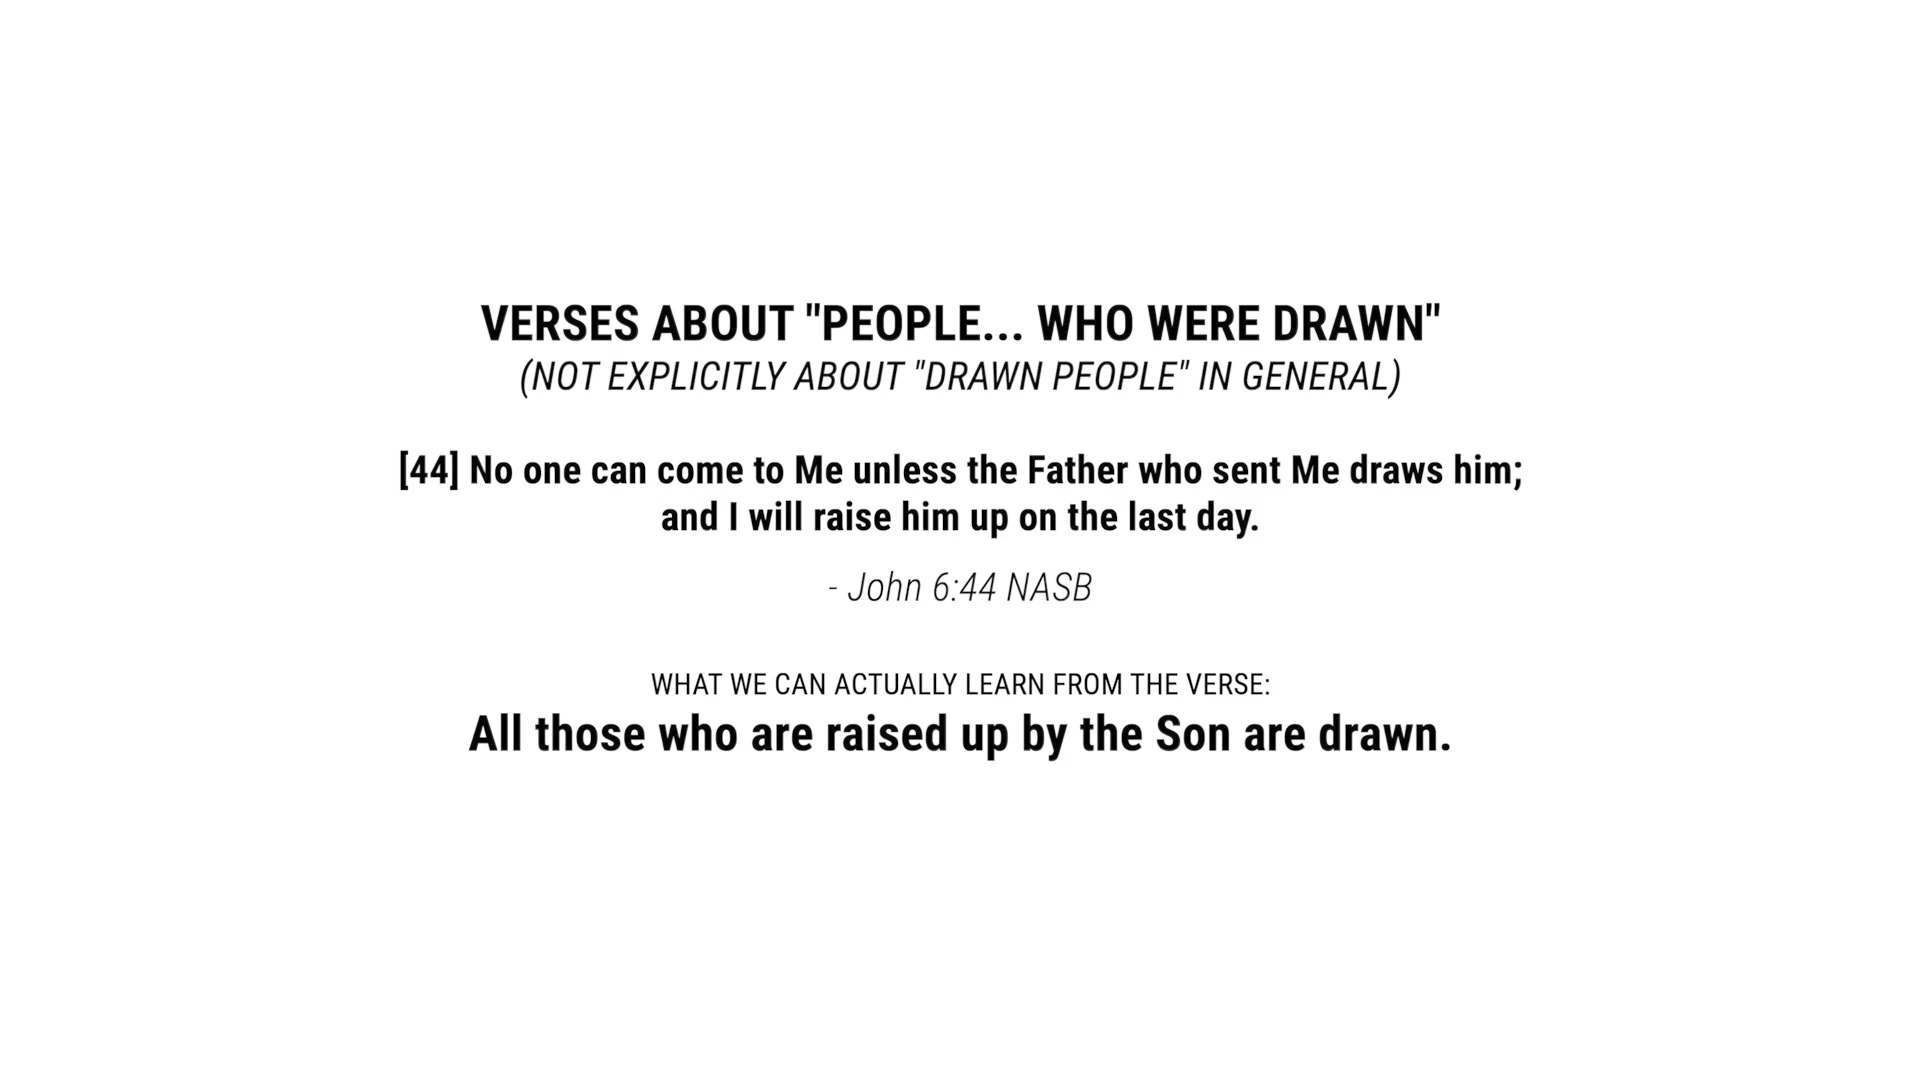 VERSES ABOUT "PEOPLE... WHO WERE DRAWN"
(NOT EXPLICITLY ABOUT "DRAWN PEOPLE" IN GENERAL)
[44] No one can come to Me unless the Father who sent Me draws him;
and I will raise him up on the last day.
- John 6:44 NASB
WHAT WE CAN ACTUALLY LEARN FROM THE VERSE:
All those who are raised up by the Son are drawn.